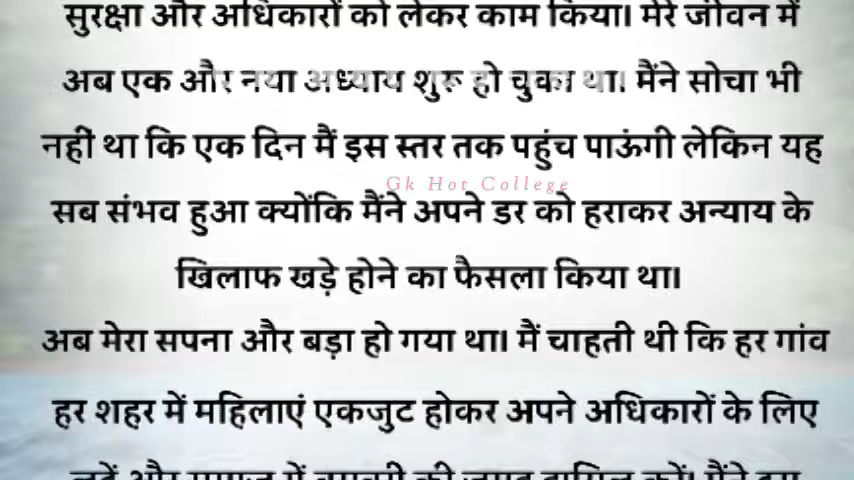 सुरक्षा और अधिकारों को लेकर काम किया। मेरे जीवन में
अब एक और नया अध्याय शुरू हो चुका था। मैंने सोचा भी
नहीं था कि एक दिन मैं इस स्तर तक पहुंच पाऊंगी लेकिन यह
Gk Hot College
सब संभव हुआ क्योंकि मैंने अपने डर को हराकर अन्याय के
खिलाफ खड़े होने का फैसला किया था।
अब मेरा सपना और बड़ा हो गया था। मैं चाहती थी कि हर गांव
हर शहर में महिलाएं एकजुट होकर अपने अधिकारों के लिए